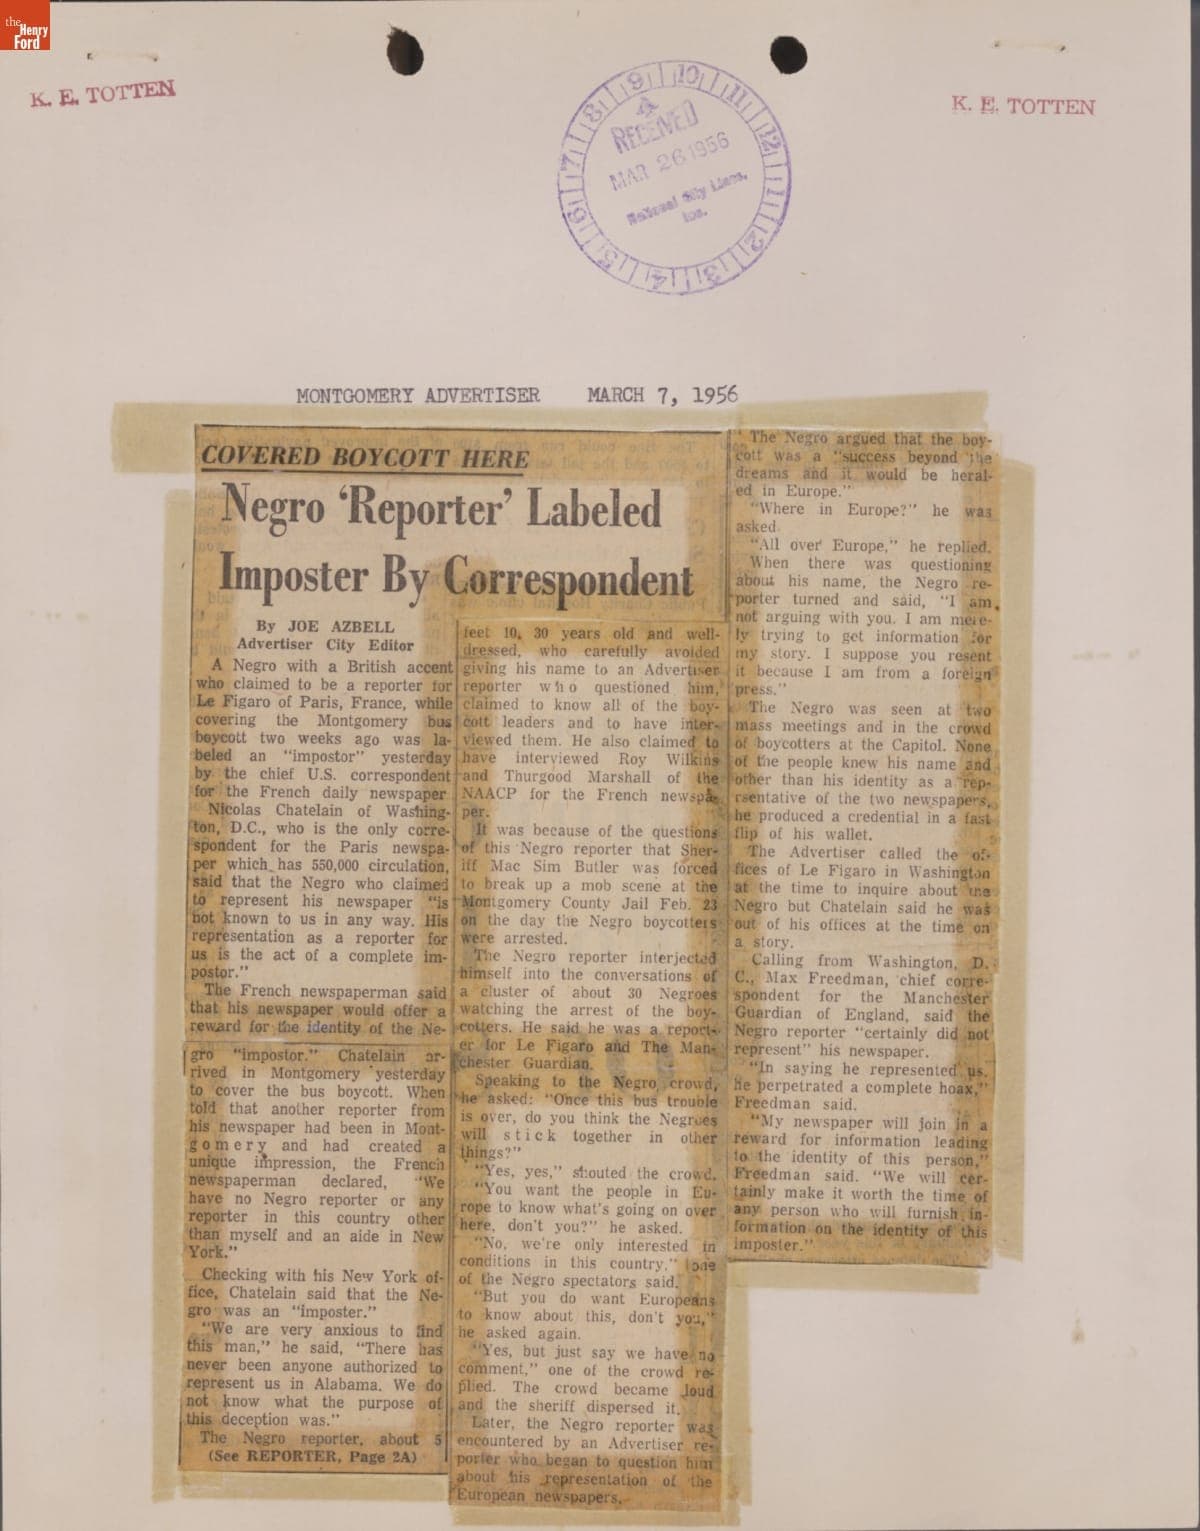 the
Henry
Ford
K. E. TOTTEN
K. E. TOTTEN
8 9 10 11 12 1 2 3 4 5 6 7
RECEIVED
MAR 26 1956
National City Lines,
Inc.
MONTGOMERY ADVERTISER MARCH 7, 1956
COVERED BOYCOTT HERE
Negro ‘Reporter’ Labeled
Imposter By Correspondent
By JOE AZBELL
Advertiser City Editor
A Negro with a British accent
who claimed to be a reporter for
Le Figaro of Paris, France, while
covering the Montgomery bus
boycott two weeks ago was la-
beled an "impostor" yesterday
by the chief U.S. correspondent
for the French daily newspaper.
Nicolas Chatelain of Washing-
ton, D.C., who is the only corre-
spondent for the Paris newspa-
per which has 550,000 circulation,
said that the Negro who claimed
to represent his newspaper "is
not known to us in any way. His
representation as a reporter for
us is the act of a complete im-
postor."
The French newspaperman said
that his newspaper would offer a
reward for the identity of the Ne-
gro "impostor." Chatelain ar-
rived in Montgomery yesterday
to cover the bus boycott. When
told that another reporter from
his newspaper had been in Mont-
gomery and had created a
unique impression, the French
newspaperman declared, "We
have no Negro reporter or any
reporter in this country other
than myself and an aide in New
York."
Checking with his New York of-
fice, Chatelain said that the Ne-
gro was an "imposter."
"We are very anxious to find
this man," he said, "There has
never been anyone authorized to
represent us in Alabama. We do
not know what the purpose of
this deception was."
The Negro reporter, about 5
(See REPORTER, Page 2A)
feet 10, 30 years old and well-
dressed, who carefully avoided
giving his name to an Advertiser
reporter who questioned him,
claimed to know all of the boy-
cott leaders and to have inter-
viewed them. He also claimed to
have interviewed Roy Wilkins
and Thurgood Marshall of the
NAACP for the French newspa-
per.
It was because of the questions
of this Negro reporter that Sher-
iff Mac Sim Butler was forced
to break up a mob scene at the
Montgomery County Jail Feb. 23
on the day the Negro boycotters
were arrested.
The Negro reporter interjected
himself into the conversations of
a cluster of about 30 Negroes
watching the arrest of the boy-
cotters. He said he was a report-
er for Le Figaro and The Man-
chester Guardian.
Speaking to the Negro crowd,
he asked: "Once this bus trouble
is over, do you think the Negroes
will stick together in other
things?"
"Yes, yes," shouted the crowd.
"You want the people in Eu-
rope to know what's going on over
here, don't you?" he asked.
"No, we're only interested in
conditions in this country," one
of the Negro spectators said.
"But you do want Europeans
to know about this, don't you,"
he asked again.
"Yes, but just say we have no
comment," one of the crowd re-
plied. The crowd became loud
and the sheriff dispersed it.
Later, the Negro reporter was
encountered by an Advertiser re-
porter who began to question him
about his representation of the
European newspapers.
The Negro argued that the boy-
cott was a "success beyond the
dreams and it would be herald-
ed in Europe."
"Where in Europe?" he was
asked.
"All over Europe," he replied.
When there was questioning
about his name, the Negro re-
porter turned and said, "I am
not arguing with you. I am mere-
ly trying to get information for
my story. I suppose you resent
it because I am from a foreign
press."
The Negro was seen at two
mass meetings and in the crowd
of boycotters at the Capitol. None
of the people knew his name and
other than his identity as a rep-
rsentative of the two newspapers,
he produced a credential in a fast
flip of his wallet.
The Advertiser called the of-
fices of Le Figaro in Washington
at the time to inquire about the
Negro but Chatelain said he was
out of his offices at the time on
a story.
Calling from Washington, D.
C., Max Freedman, chief corre-
spondent for the Manchester
Guardian of England, said the
Negro reporter "certainly did not
represent" his newspaper.
"In saying he represented us,
he perpetrated a complete hoax,"
Freedman said.
"My newspaper will join in a
reward for information leading
to the identity of this person,"
Freedman said. "We will cer-
tainly make it worth the time of
any person who will furnish in-
formation on the identity of this
imposter."